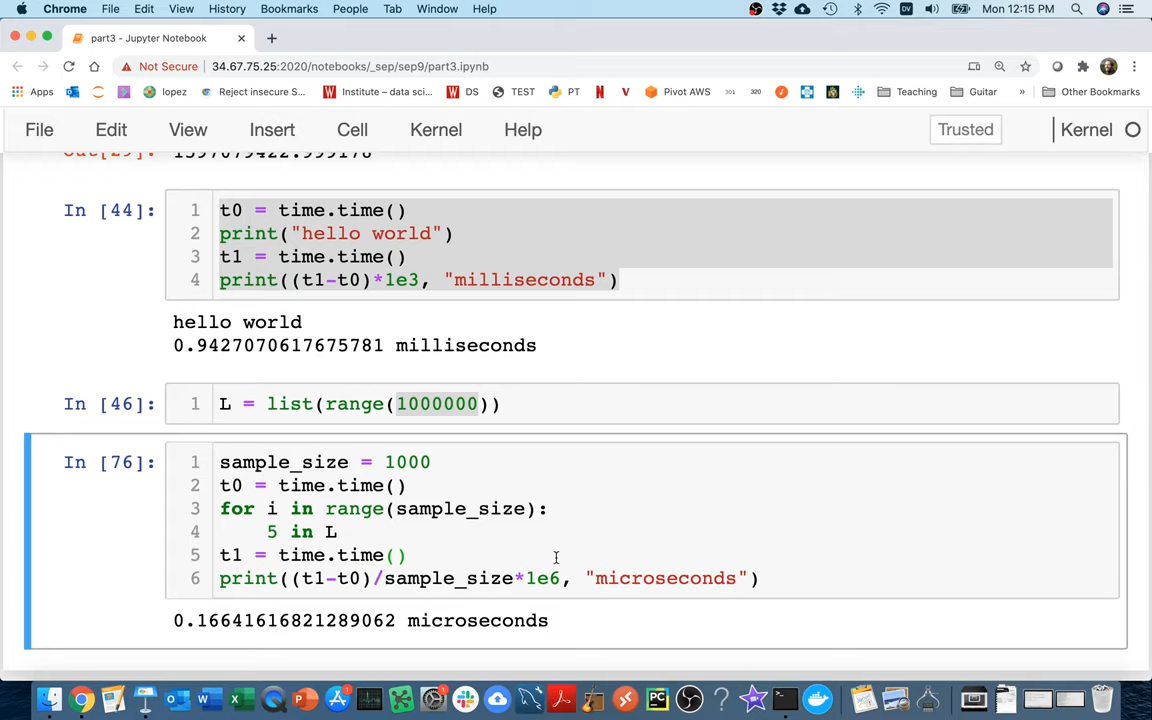 Chrome File Edit View History Bookmarks People Tab Window Help Mon 12:15 PM
part3 - Jupyter Notebook
Not Secure 34.67.75.25:2020/notebooks/_sep/sep9/part3.ipynb
Apps lopez Reject insecure S... Institute – data sci... DS TEST PT Pivot AWS 301 320 Teaching Guitar » Other Bookmarks
File Edit View Insert Cell Kernel Help Trusted Kernel
In [44]:
1 t0 = time.time()
2 print("hello world")
3 t1 = time.time()
4 print((t1-t0)*1e3, "milliseconds")
hello world
0.9427070617675781 milliseconds
In [46]:
1 L = list(range(1000000))
In [76]:
1 sample_size = 1000
2 t0 = time.time()
3 for i in range(sample_size):
4 5 in L
5 t1 = time.time()
6 print((t1-t0)/sample_size*1e6, "microseconds")
0.16641616821289062 microseconds